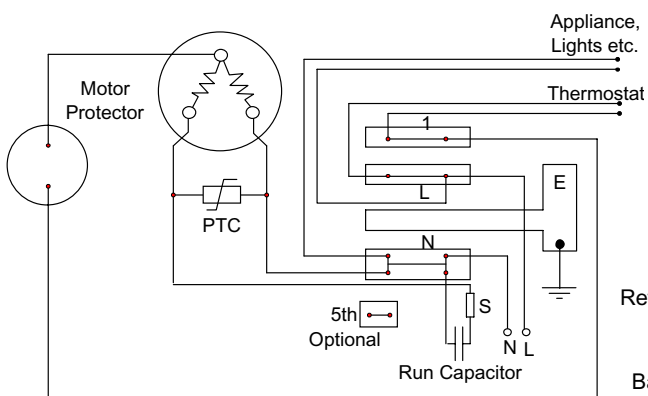 Appliance,
Lights etc.
Motor
Protector
Thermostat
1
L
E
PTC
N
5th
Optional
S
N L
Run Capacitor